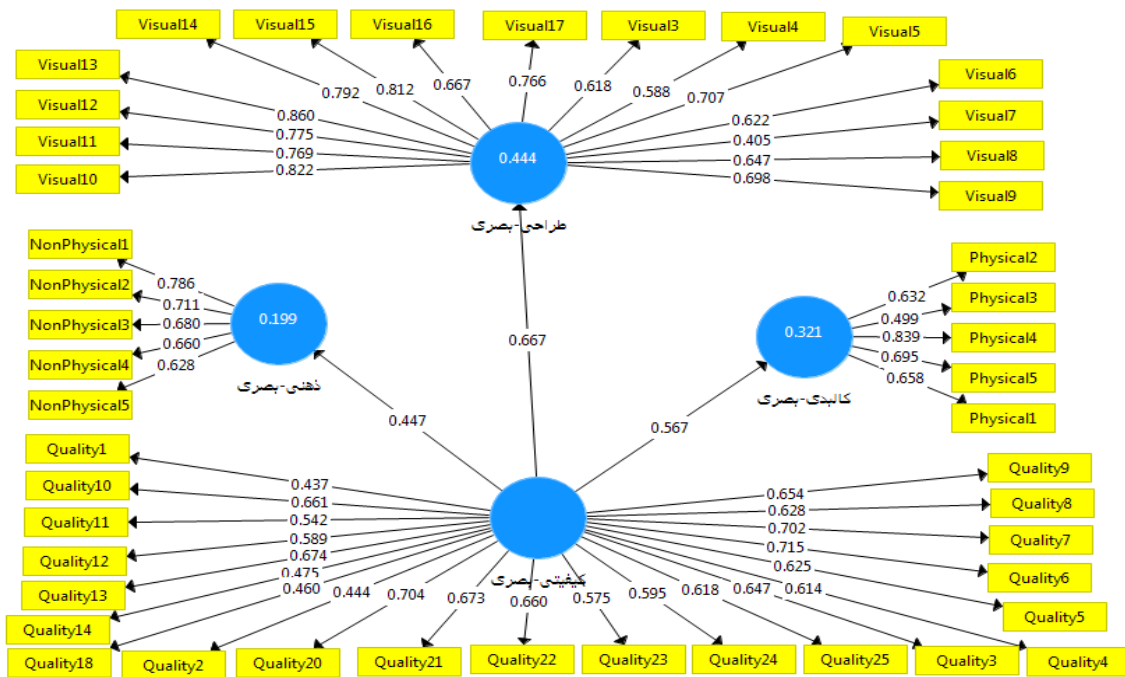 Visual14
Visual15
Visual16
Visual17
Visual3
Visual4
Visual5
Visual13
Visual12
Visual11
Visual10
Visual6
Visual7
Visual8
Visual9
0.792
0.812
0.667
0.766
0.618
0.588
0.707
0.860
0.775
0.769
0.822
0.622
0.405
0.647
0.698
0.444
طراحی-بصری
NonPhysical1
NonPhysical2
NonPhysical3
NonPhysical4
NonPhysical5
0.786
0.711
0.680
0.660
0.628
0.199
ذهنی-بصری
0.667
0.321
کالبدی-بصری
0.632
0.499
0.839
0.695
0.658
Physical2
Physical3
Physical4
Physical5
Physical1
0.447
0.567
Quality1
Quality10
Quality11
Quality12
Quality13
Quality14
Quality18
0.437
0.661
0.542
0.589
0.674
0.475
0.460
0.444
0.704
0.673
0.660
0.575
0.595
0.618
0.647
0.614
0.625
0.715
0.702
0.628
0.654
کیفیتی-بصری
Quality9
Quality8
Quality7
Quality6
Quality5
Quality2
Quality20
Quality21
Quality22
Quality23
Quality24
Quality25
Quality3
Quality4